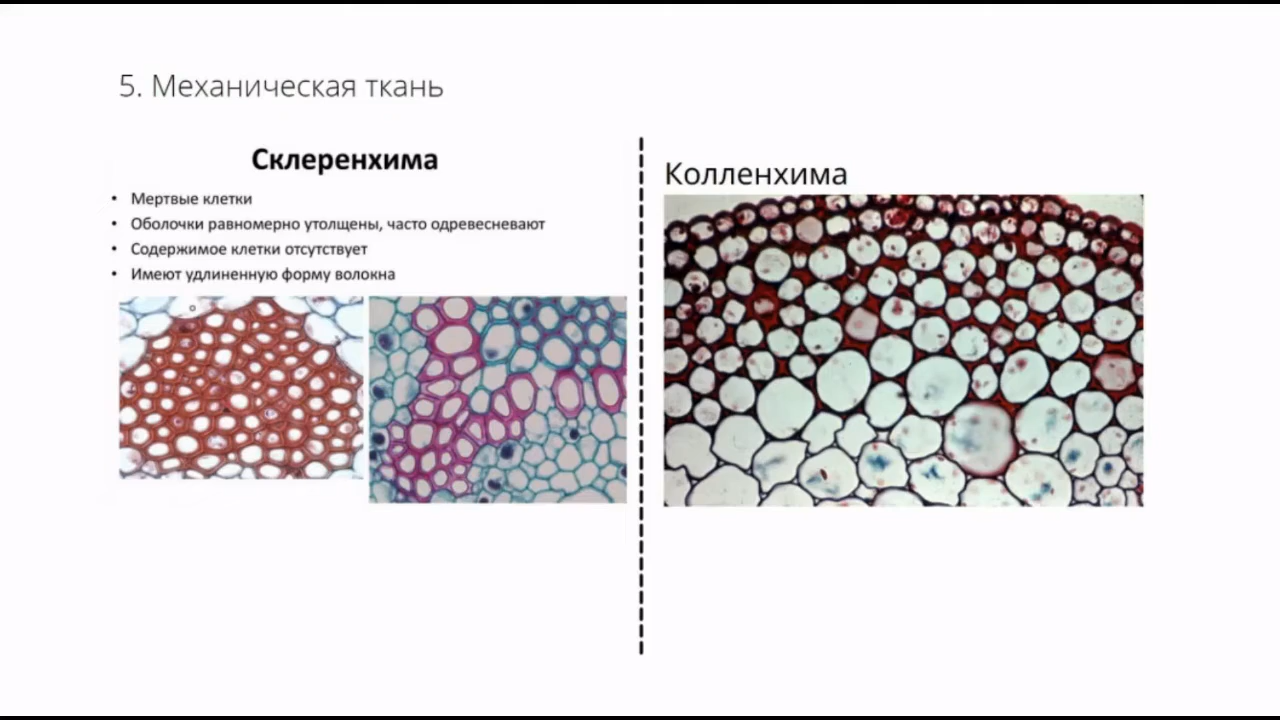 5. Механическая ткань
Склеренхима
• Мертвые клетки
• Оболочки равномерно утолщены, часто одревесневают
• Содержимое клетки отсутствует
• Имеют удлиненную форму волокна
Колленхима